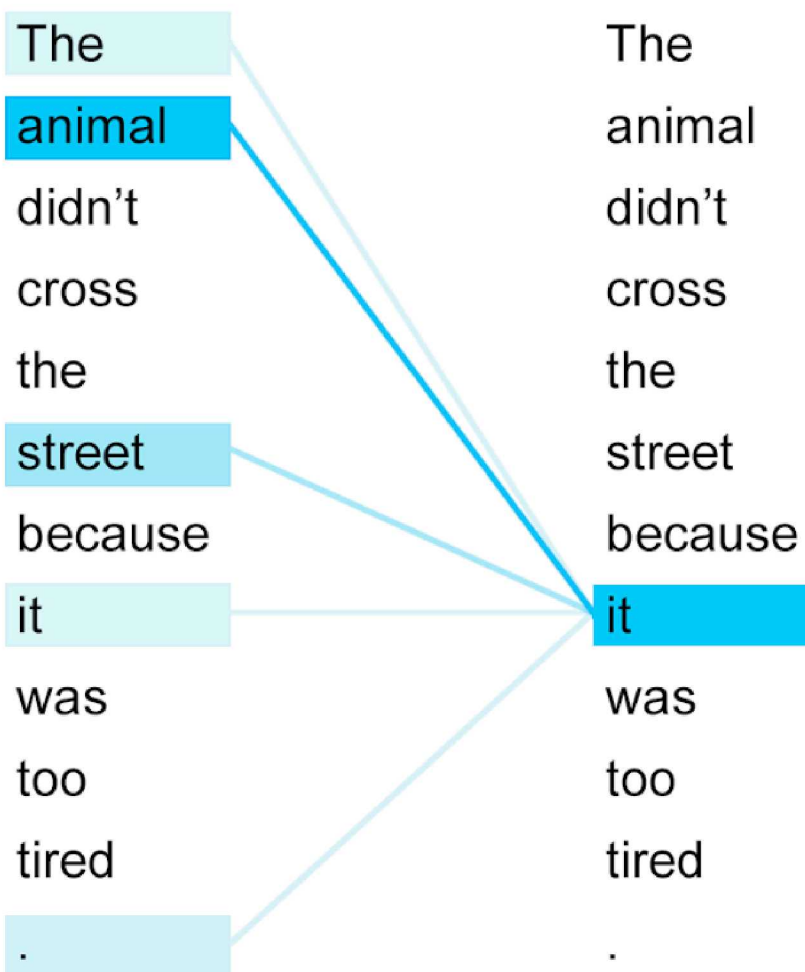 The
animal
didn’t
cross
the
street
because
it
was
too
tired
.
The
animal
didn’t
cross
the
street
because
it
was
too
tired
.